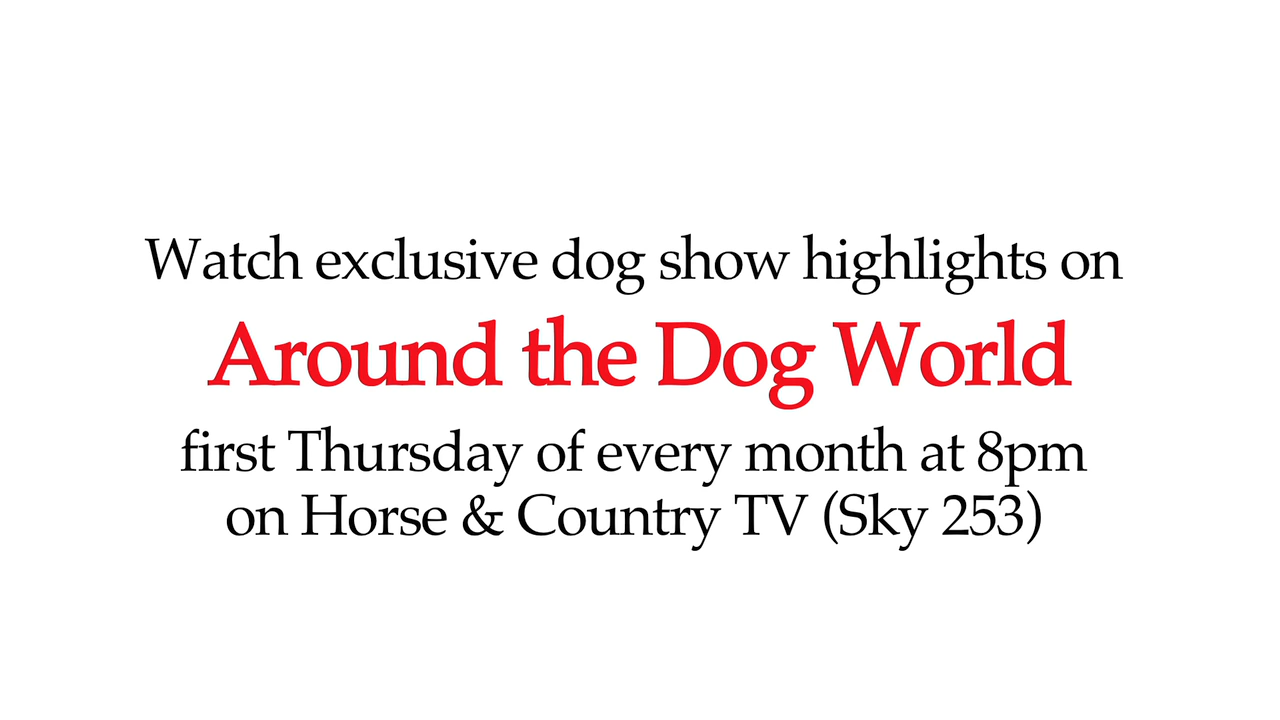 Watch exclusive dog show highlights on
Around the Dog World
first Thursday of every month at 8pm
on Horse & Country TV (Sky 253)